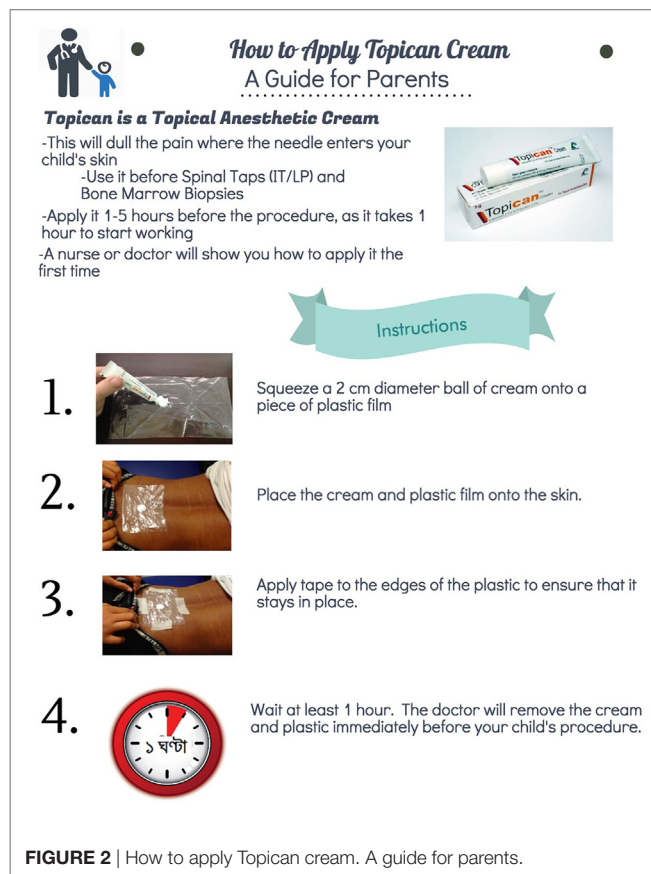 How to Apply Topican Cream
A Guide for Parents
Topican is a Topical Anesthetic Cream
-This will dull the pain where the needle enters your
child's skin
-Use it before Spinal Taps (IT/LP) and
Bone Marrow Biopsies
-Apply it 1-5 hours before the procedure, as it takes 1
hour to start working
-A nurse or doctor will show you how to apply it the
first time
Topican
Topican
Instructions
1.
Squeeze a 2 cm diameter ball of cream onto a
piece of plastic film
2.
Place the cream and plastic film onto the skin.
3.
Apply tape to the edges of the plastic to ensure that it
stays in place.
4.
১ ঘণ্টা
Wait at least 1 hour. The doctor will remove the cream
and plastic immediately before your child's procedure.
FIGURE 2 | How to apply Topican cream. A guide for parents.